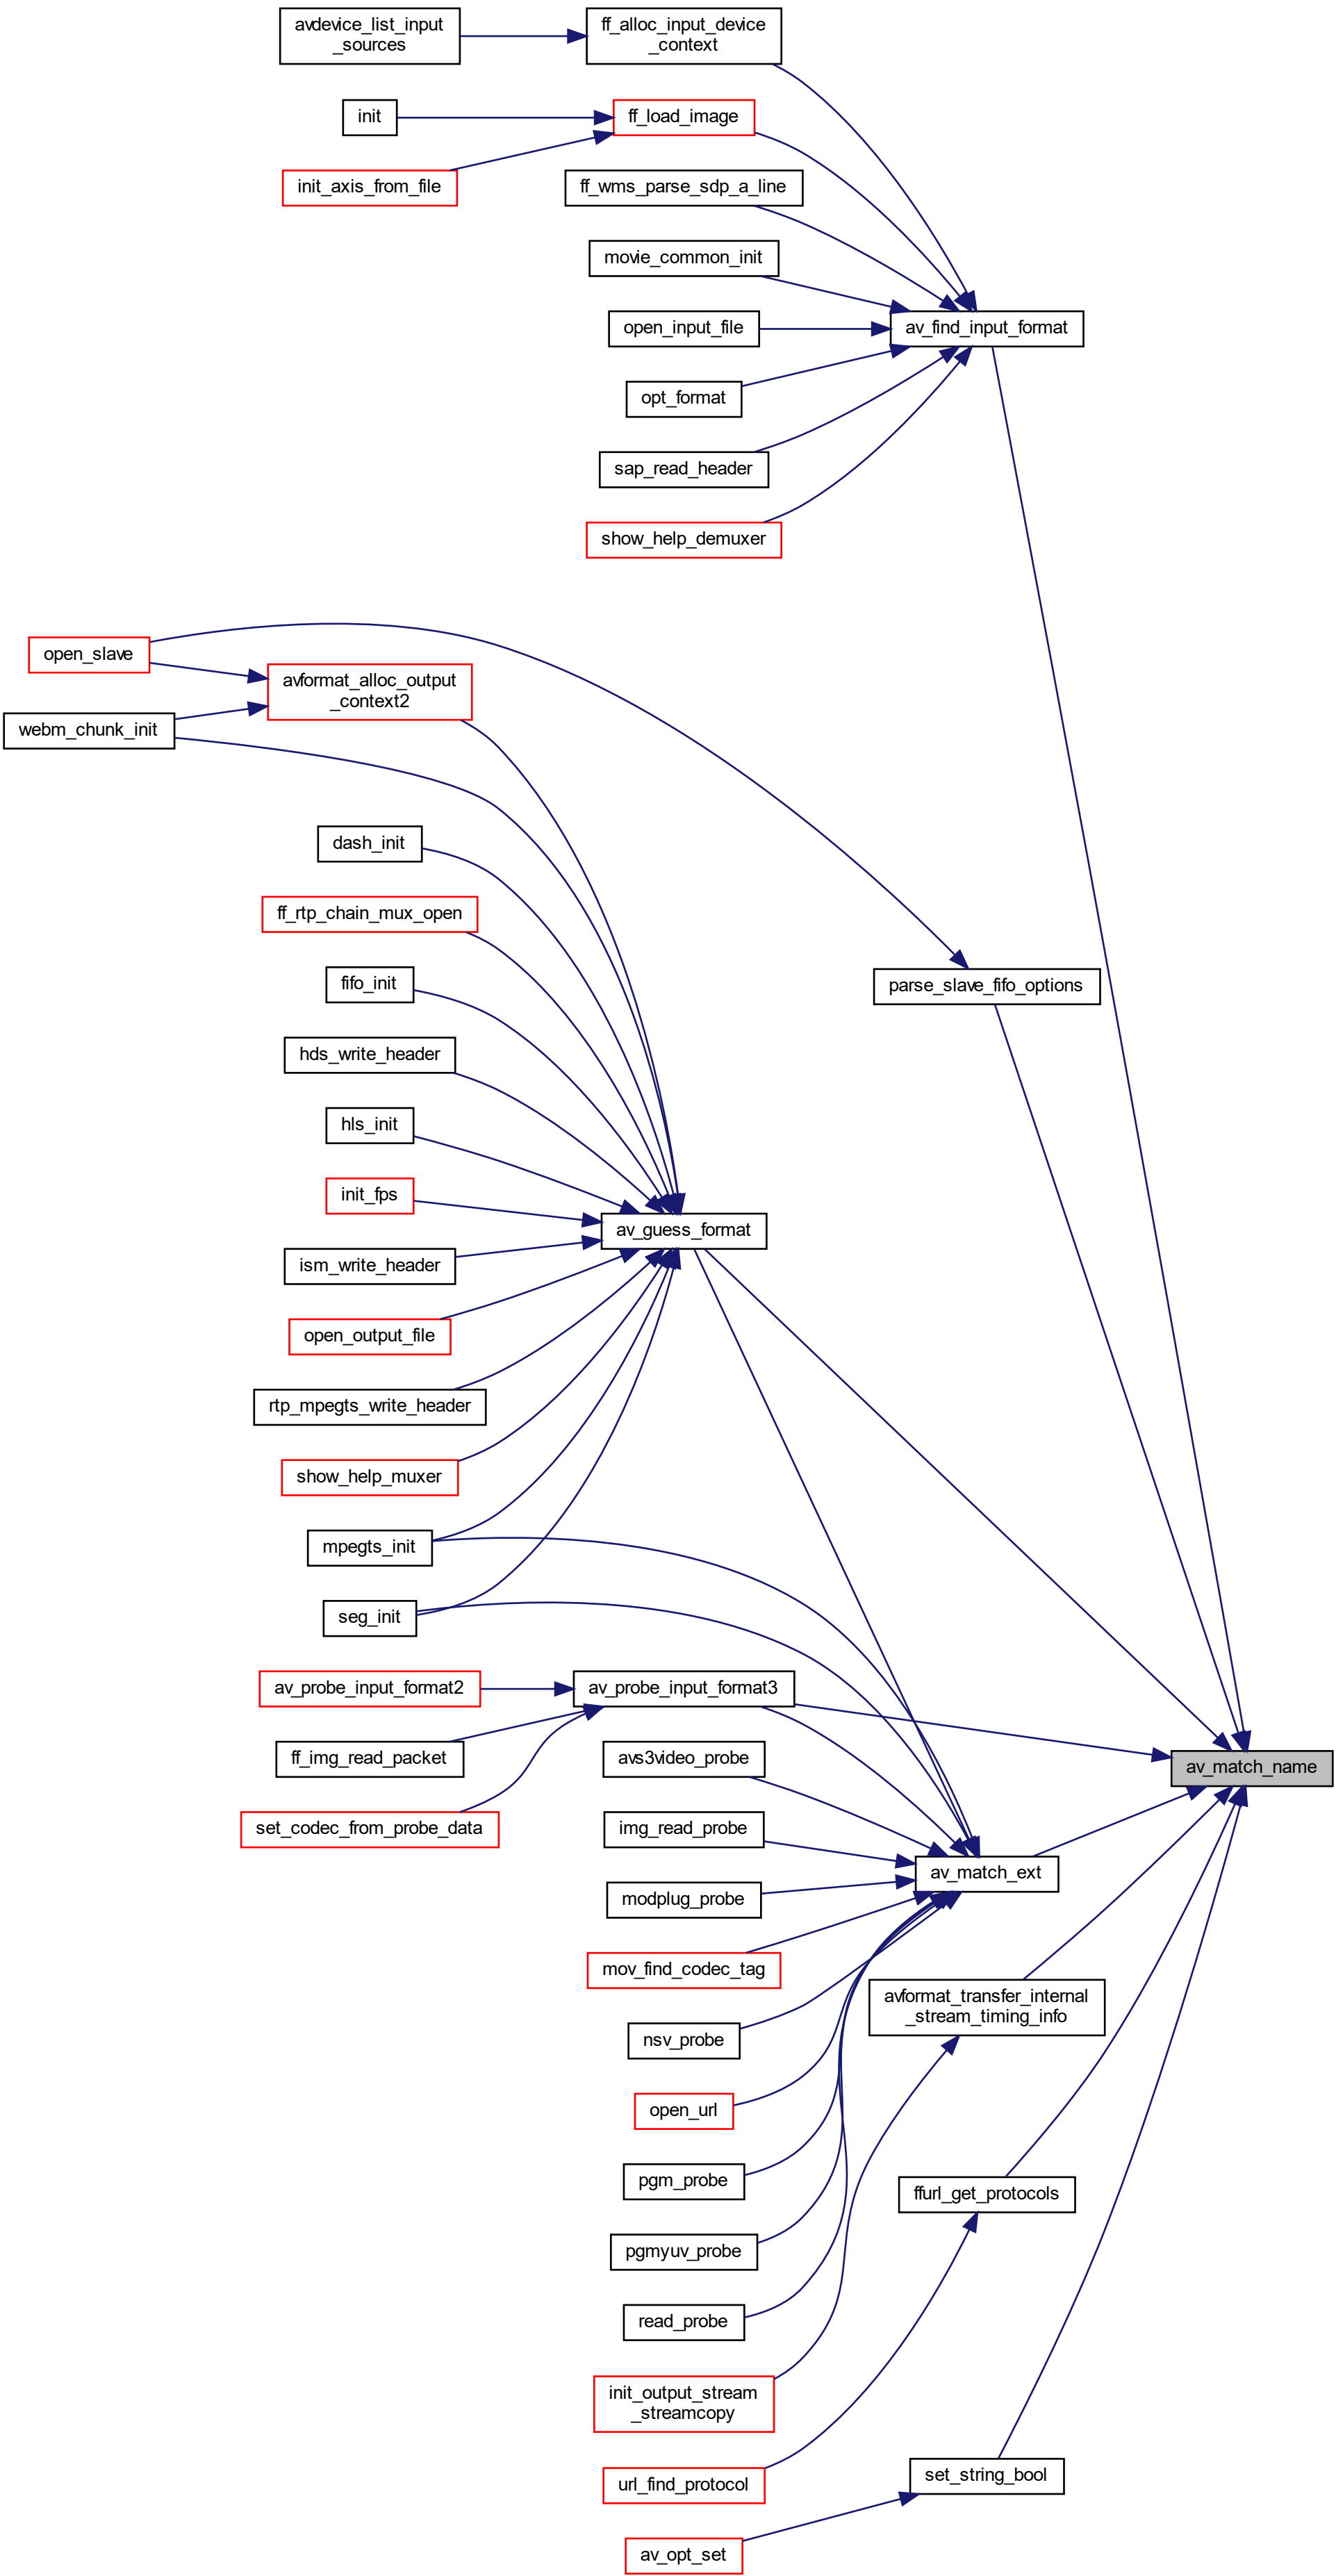 avdevice_list_input
_sources
ff_alloc_input_device
_context
init
ff_load_image
init_axis_from_file
ff_wms_parse_sdp_a_line
movie_common_init
open_input_file
av_find_input_format
opt_format
sap_read_header
show_help_demuxer
open_slave
avformat_alloc_output
_context2
webm_chunk_init
dash_init
ff_rtp_chain_mux_open
fifo_init
parse_slave_fifo_options
hds_write_header
hls_init
init_fps
av_guess_format
ism_write_header
open_output_file
rtp_mpegts_write_header
show_help_muxer
mpegts_init
seg_init
av_probe_input_format2
av_probe_input_format3
ff_img_read_packet
avs3video_probe
av_match_name
set_codec_from_probe_data
img_read_probe
av_match_ext
modplug_probe
mov_find_codec_tag
avformat_transfer_internal
_stream_timing_info
nsv_probe
open_url
pgm_probe
ffurl_get_protocols
pgmyuv_probe
read_probe
init_output_stream
_streamcopy
set_string_bool
url_find_protocol
av_opt_set